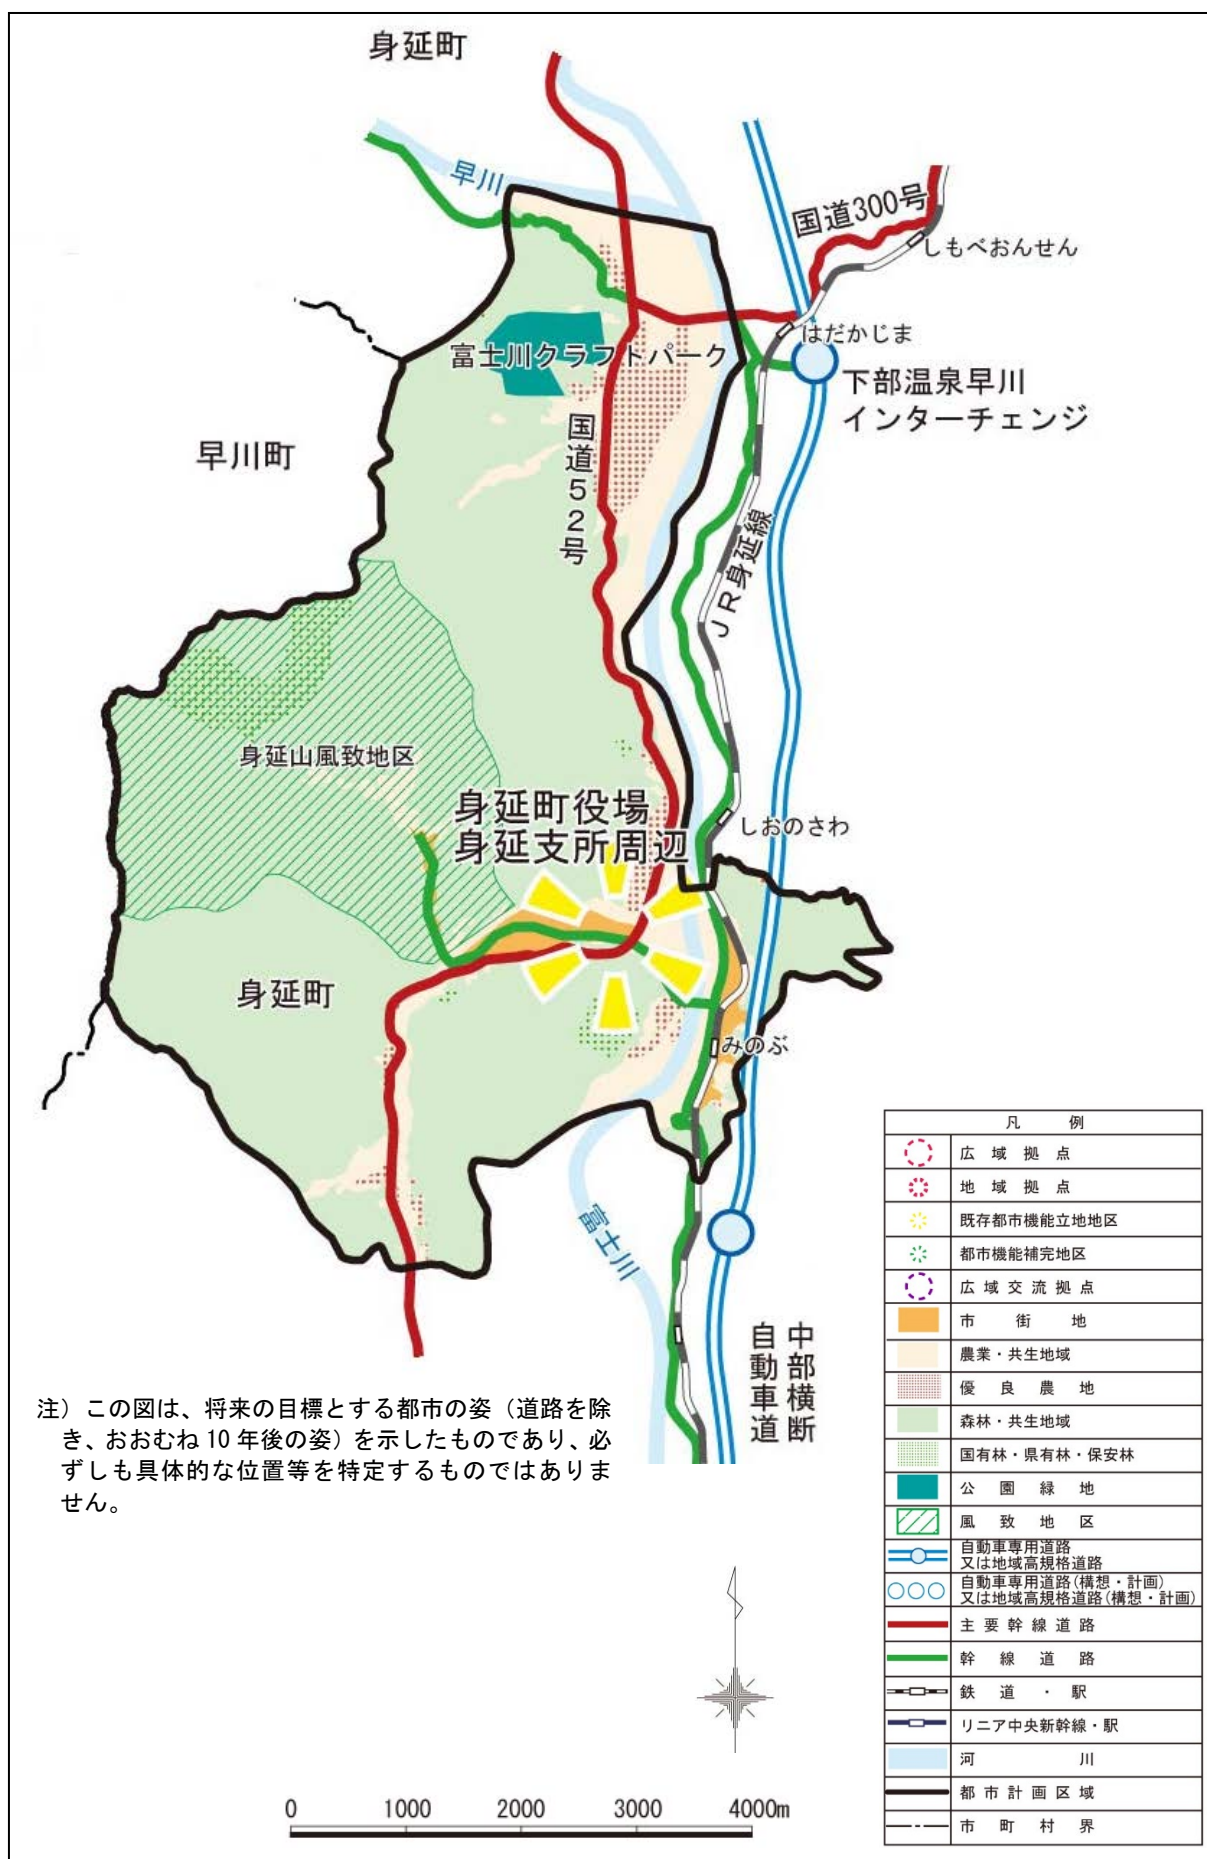 身延町
早川
国道300号
しもべおんせん
はだかじま
富士川クラフトパーク
下部温泉早川
インターチェンジ
早川町
国道52号
JR身延線
身延山風致地区
身延町役場
身延支所周辺
しおのさわ
身延町
みのぶ
富士川
中部横断
自動車道
注）この図は、将来の目標とする都市の姿（道路を除
き、おおむね10年後の姿）を示したものであり、必
ずしも具体的な位置等を特定するものではありま
せん。
凡例
広域拠点
地域拠点
既存都市機能立地地区
都市機能補完地区
広域交流拠点
市街地
農業・共生地域
優良農地
森林・共生地域
国有林・県有林・保安林
公園緑地
風致地区
自動車専用道路
又は地域高規格道路
自動車専用道路(構想・計画)
又は地域高規格道路(構想・計画)
主要幹線道路
幹線道路
鉄道・駅
リニア中央新幹線・駅
河川
都市計画区域
市町村界
0 1000 2000 3000 4000m